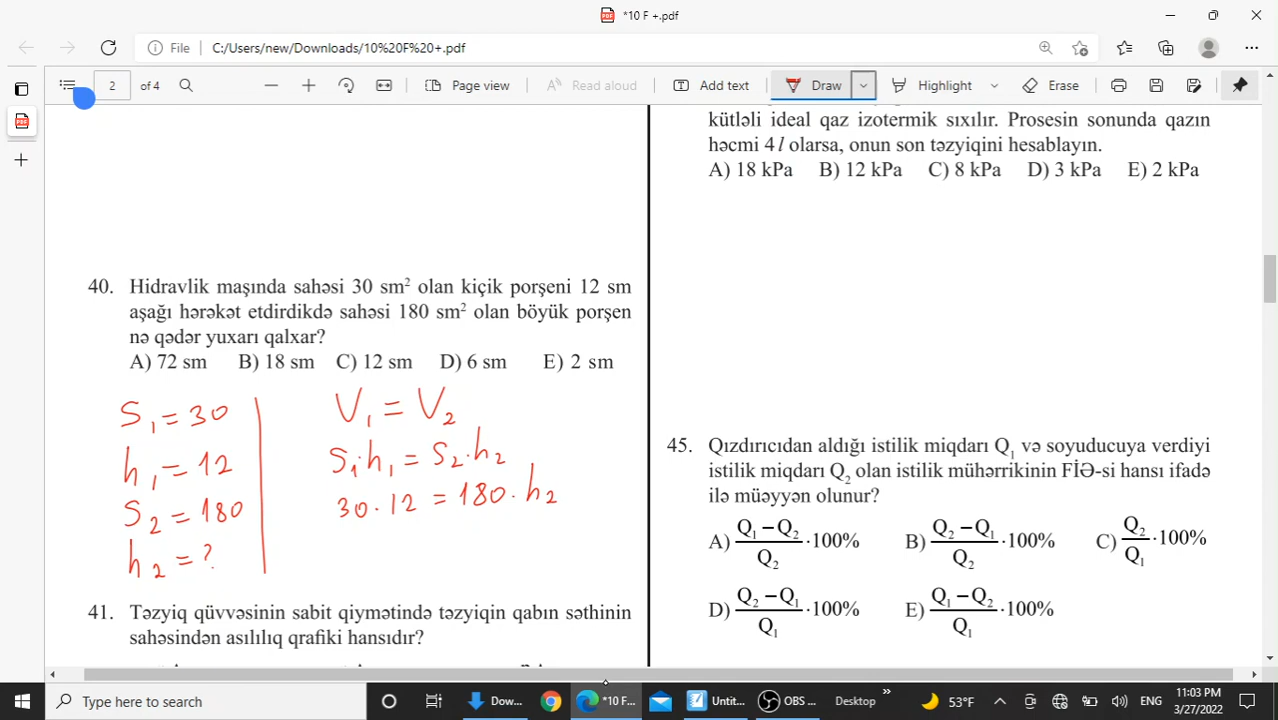 *10 F +.pdf
File C:/Users/new/Downloads/10%20F%20+.pdf
2 of 4 Page view Read aloud Add text Draw Highlight Erase
40. Hidravlik maşında sahəsi 30 sm² olan kiçik porşeni 12 sm
aşağı hərəkət etdirdikdə sahəsi 180 sm² olan böyük porşen
nə qədər yuxarı qalxar?
A) 72 sm B) 18 sm C) 12 sm D) 6 sm E) 2 sm
S₁ = 30
h₁ = 12
S₂ = 180
h₂ = ?
V₁ = V₂
S₁·h₁ = S₂·h₂
30·12 = 180·h₂
41. Təzyiq qüvvəsinin sabit qiymətində təzyiqin qabın səthinin
sahəsindən asılılıq qrafiki hansıdır?
kütləli ideal qaz izotermik sıxılır. Prosesin sonunda qazın
həcmi 4 l olarsa, onun son təzyiqini hesablayın.
A) 18 kPa B) 12 kPa C) 8 kPa D) 3 kPa E) 2 kPa
45. Qızdırıcıdan aldığı istilik miqdarı Q₁ və soyuducuya verdiyi
istilik miqdarı Q₂ olan istilik mühərrikinin FİƏ-si hansı ifadə
ilə müəyyən olunur?
A) (Q₁ − Q₂)/Q₂ · 100% B) (Q₂ − Q₁)/Q₂ · 100% C) Q₂/Q₁ · 100%
D) (Q₂ − Q₁)/Q₁ · 100% E) (Q₁ − Q₂)/Q₁ · 100%
Type here to search Dow... *10 F... Untit... OBS ... Desktop 53°F ENG 11:03 PM
3/27/2022